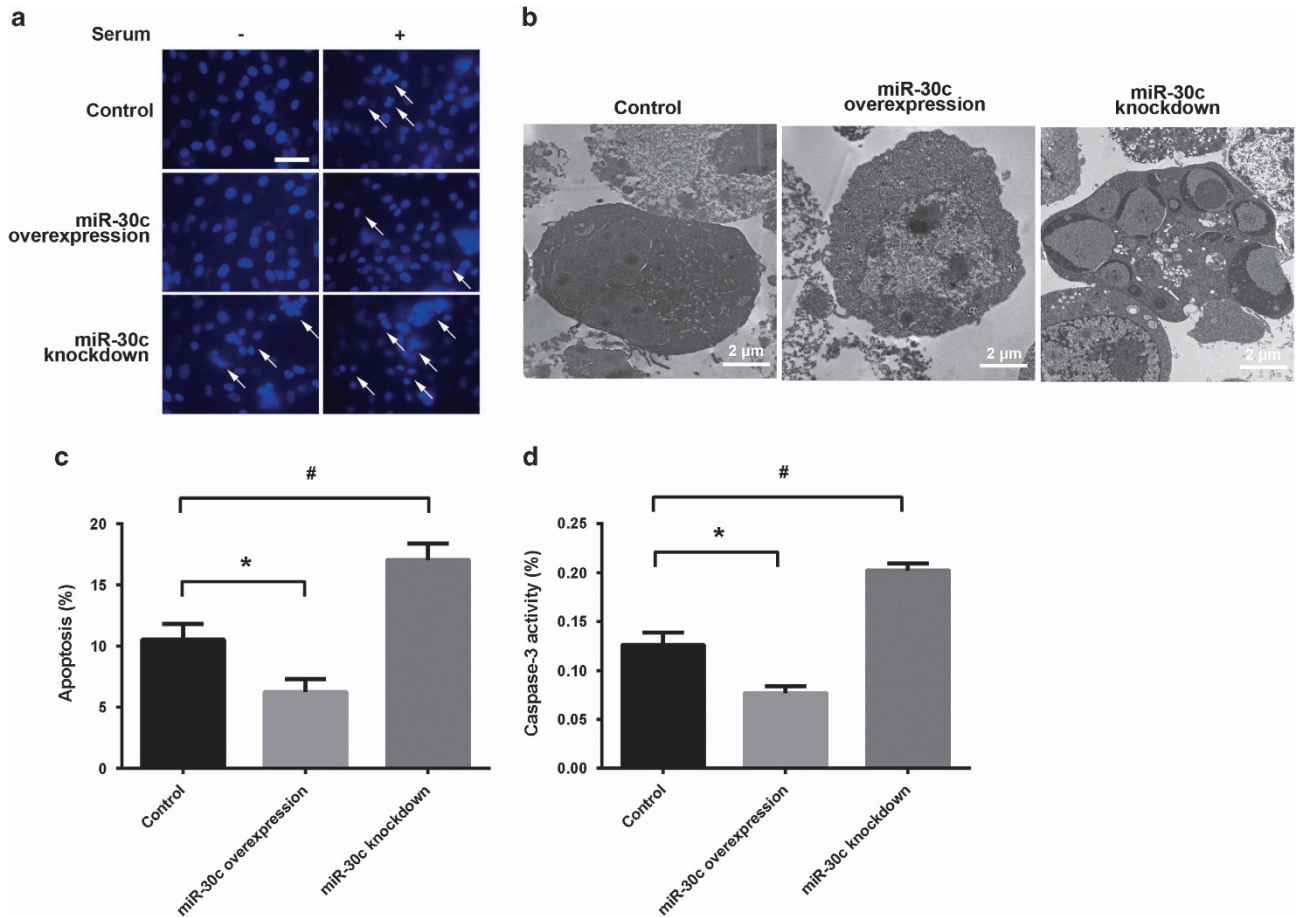 a
Serum
-
+
Control
miR-30c
overexpression
miR-30c
knockdown
b
Control
miR-30c
overexpression
miR-30c
knockdown
2 µm
2 µm
2 µm
2 µm
c
#
*
Apoptosis (%)
20
15
10
5
0
Control
miR-30c overexpression
miR-30c knockdown
d
#
*
Caspase-3 activity (%)
0.25
0.20
0.15
0.10
0.05
0.00
Control
miR-30c overexpression
miR-30c knockdown